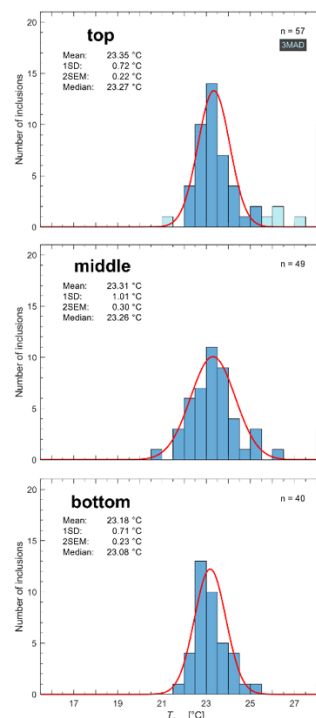 top
n = 57
3MAD
Mean: 23.35 °C
1SD: 0.72 °C
2SEM: 0.22 °C
Median: 23.27 °C
Number of inclusions
20
15
10
5
0
middle
n = 49
Mean: 23.31 °C
1SD: 1.01 °C
2SEM: 0.30 °C
Median: 23.26 °C
Number of inclusions
20
15
10
5
0
bottom
n = 40
Mean: 23.18 °C
1SD: 0.71 °C
2SEM: 0.23 °C
Median: 23.08 °C
Number of inclusions
20
15
10
5
0
17 19 21 23 25 27
T [°C]